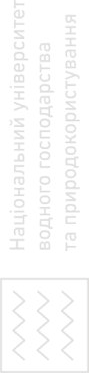 Національний університет
водного господарства
та природокористування